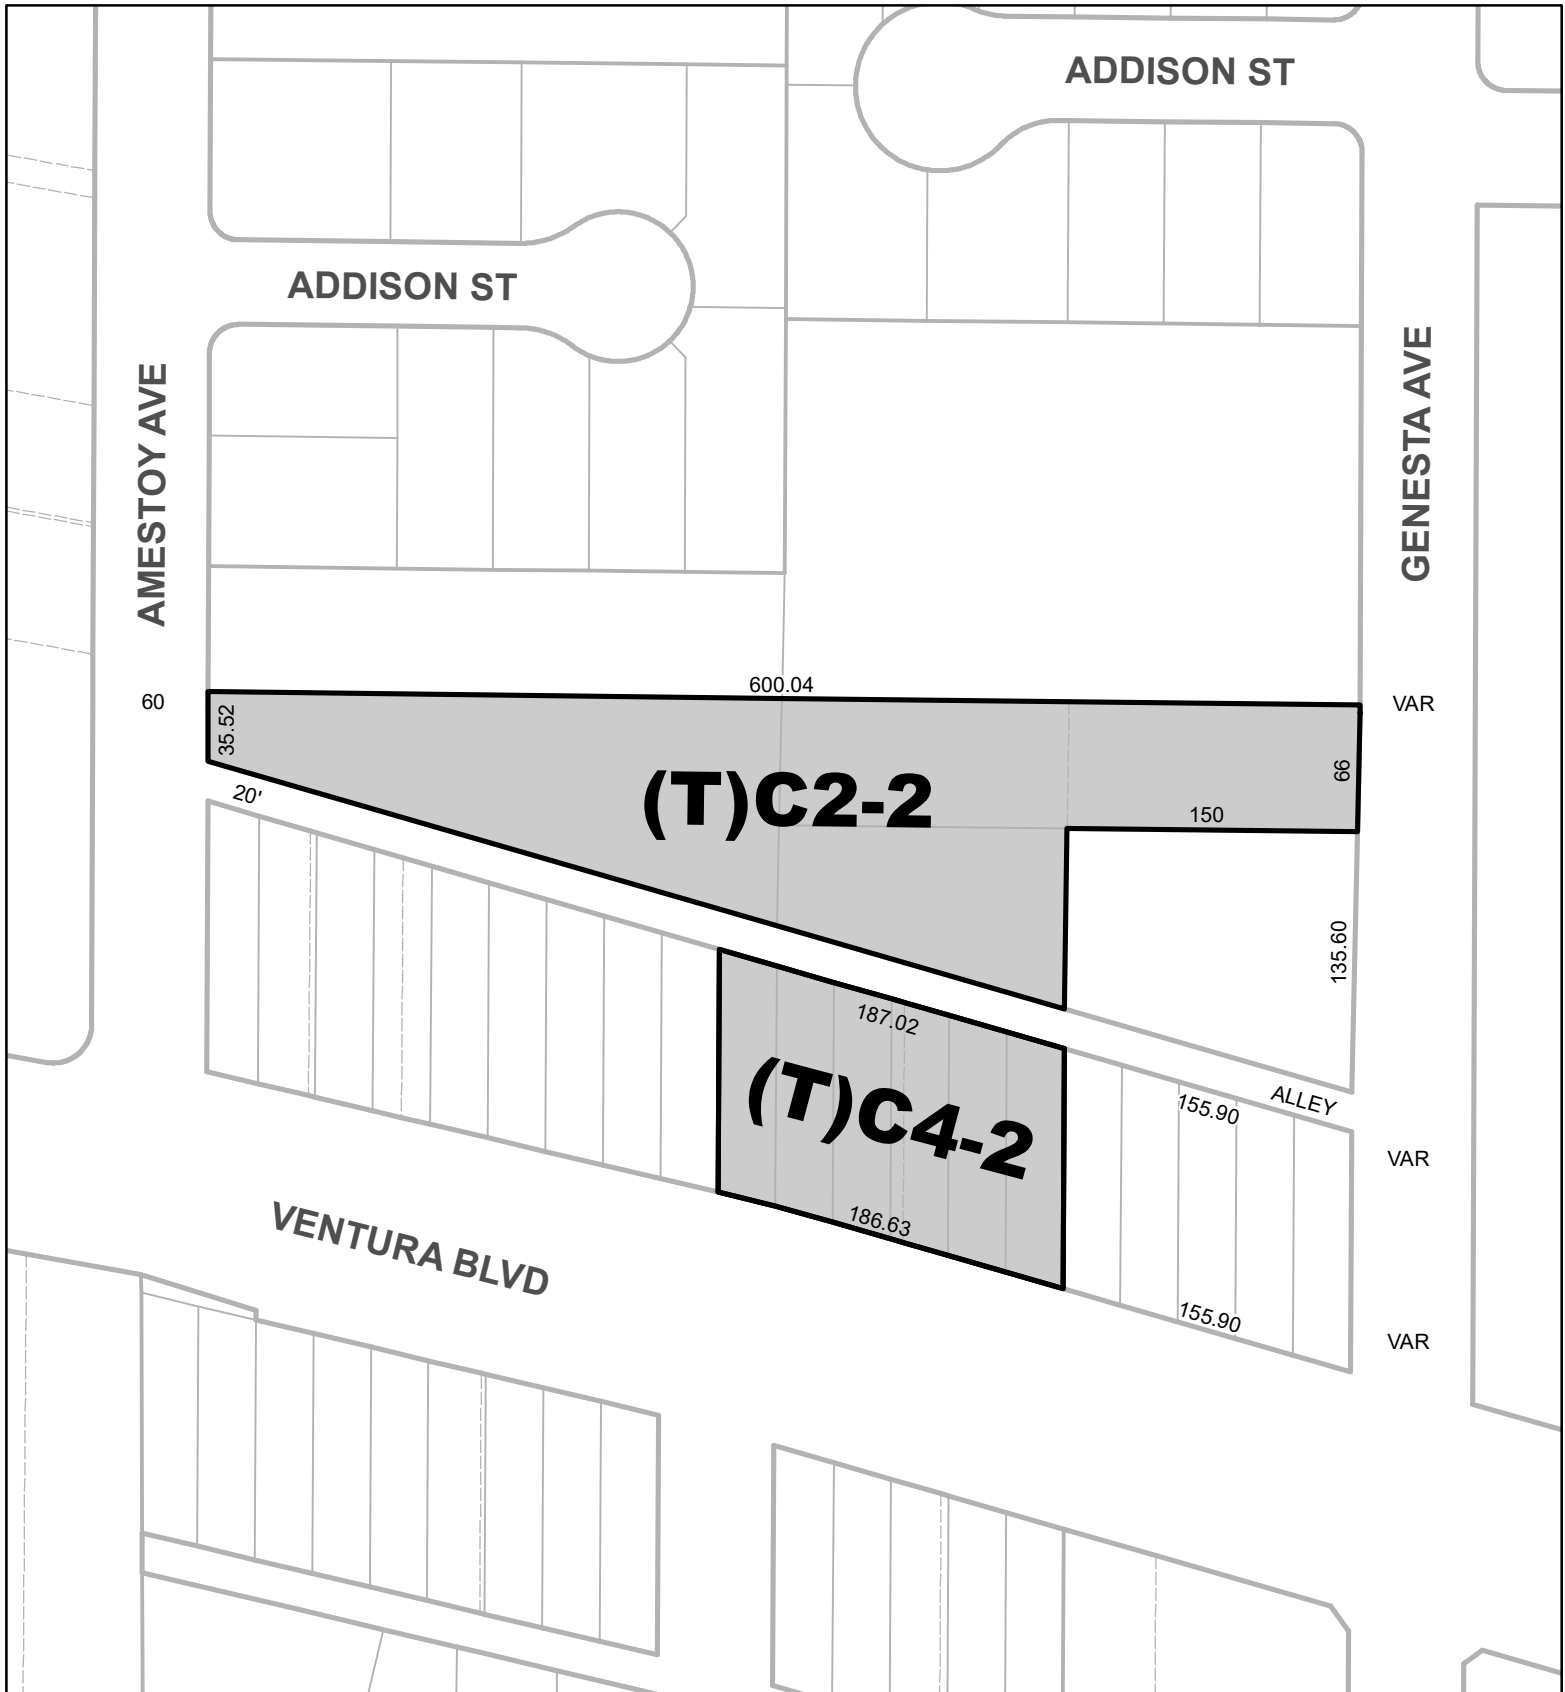 ADDISON ST
ADDISON ST
AMESTOY AVE
GENESTA AVE
600.04
60
VAR
35.52
66
(T)C2-2
20'
150
135.60
187.02
(T)C4-2
ALLEY
155.90
VAR
VENTURA BLVD
186.63
155.90
VAR